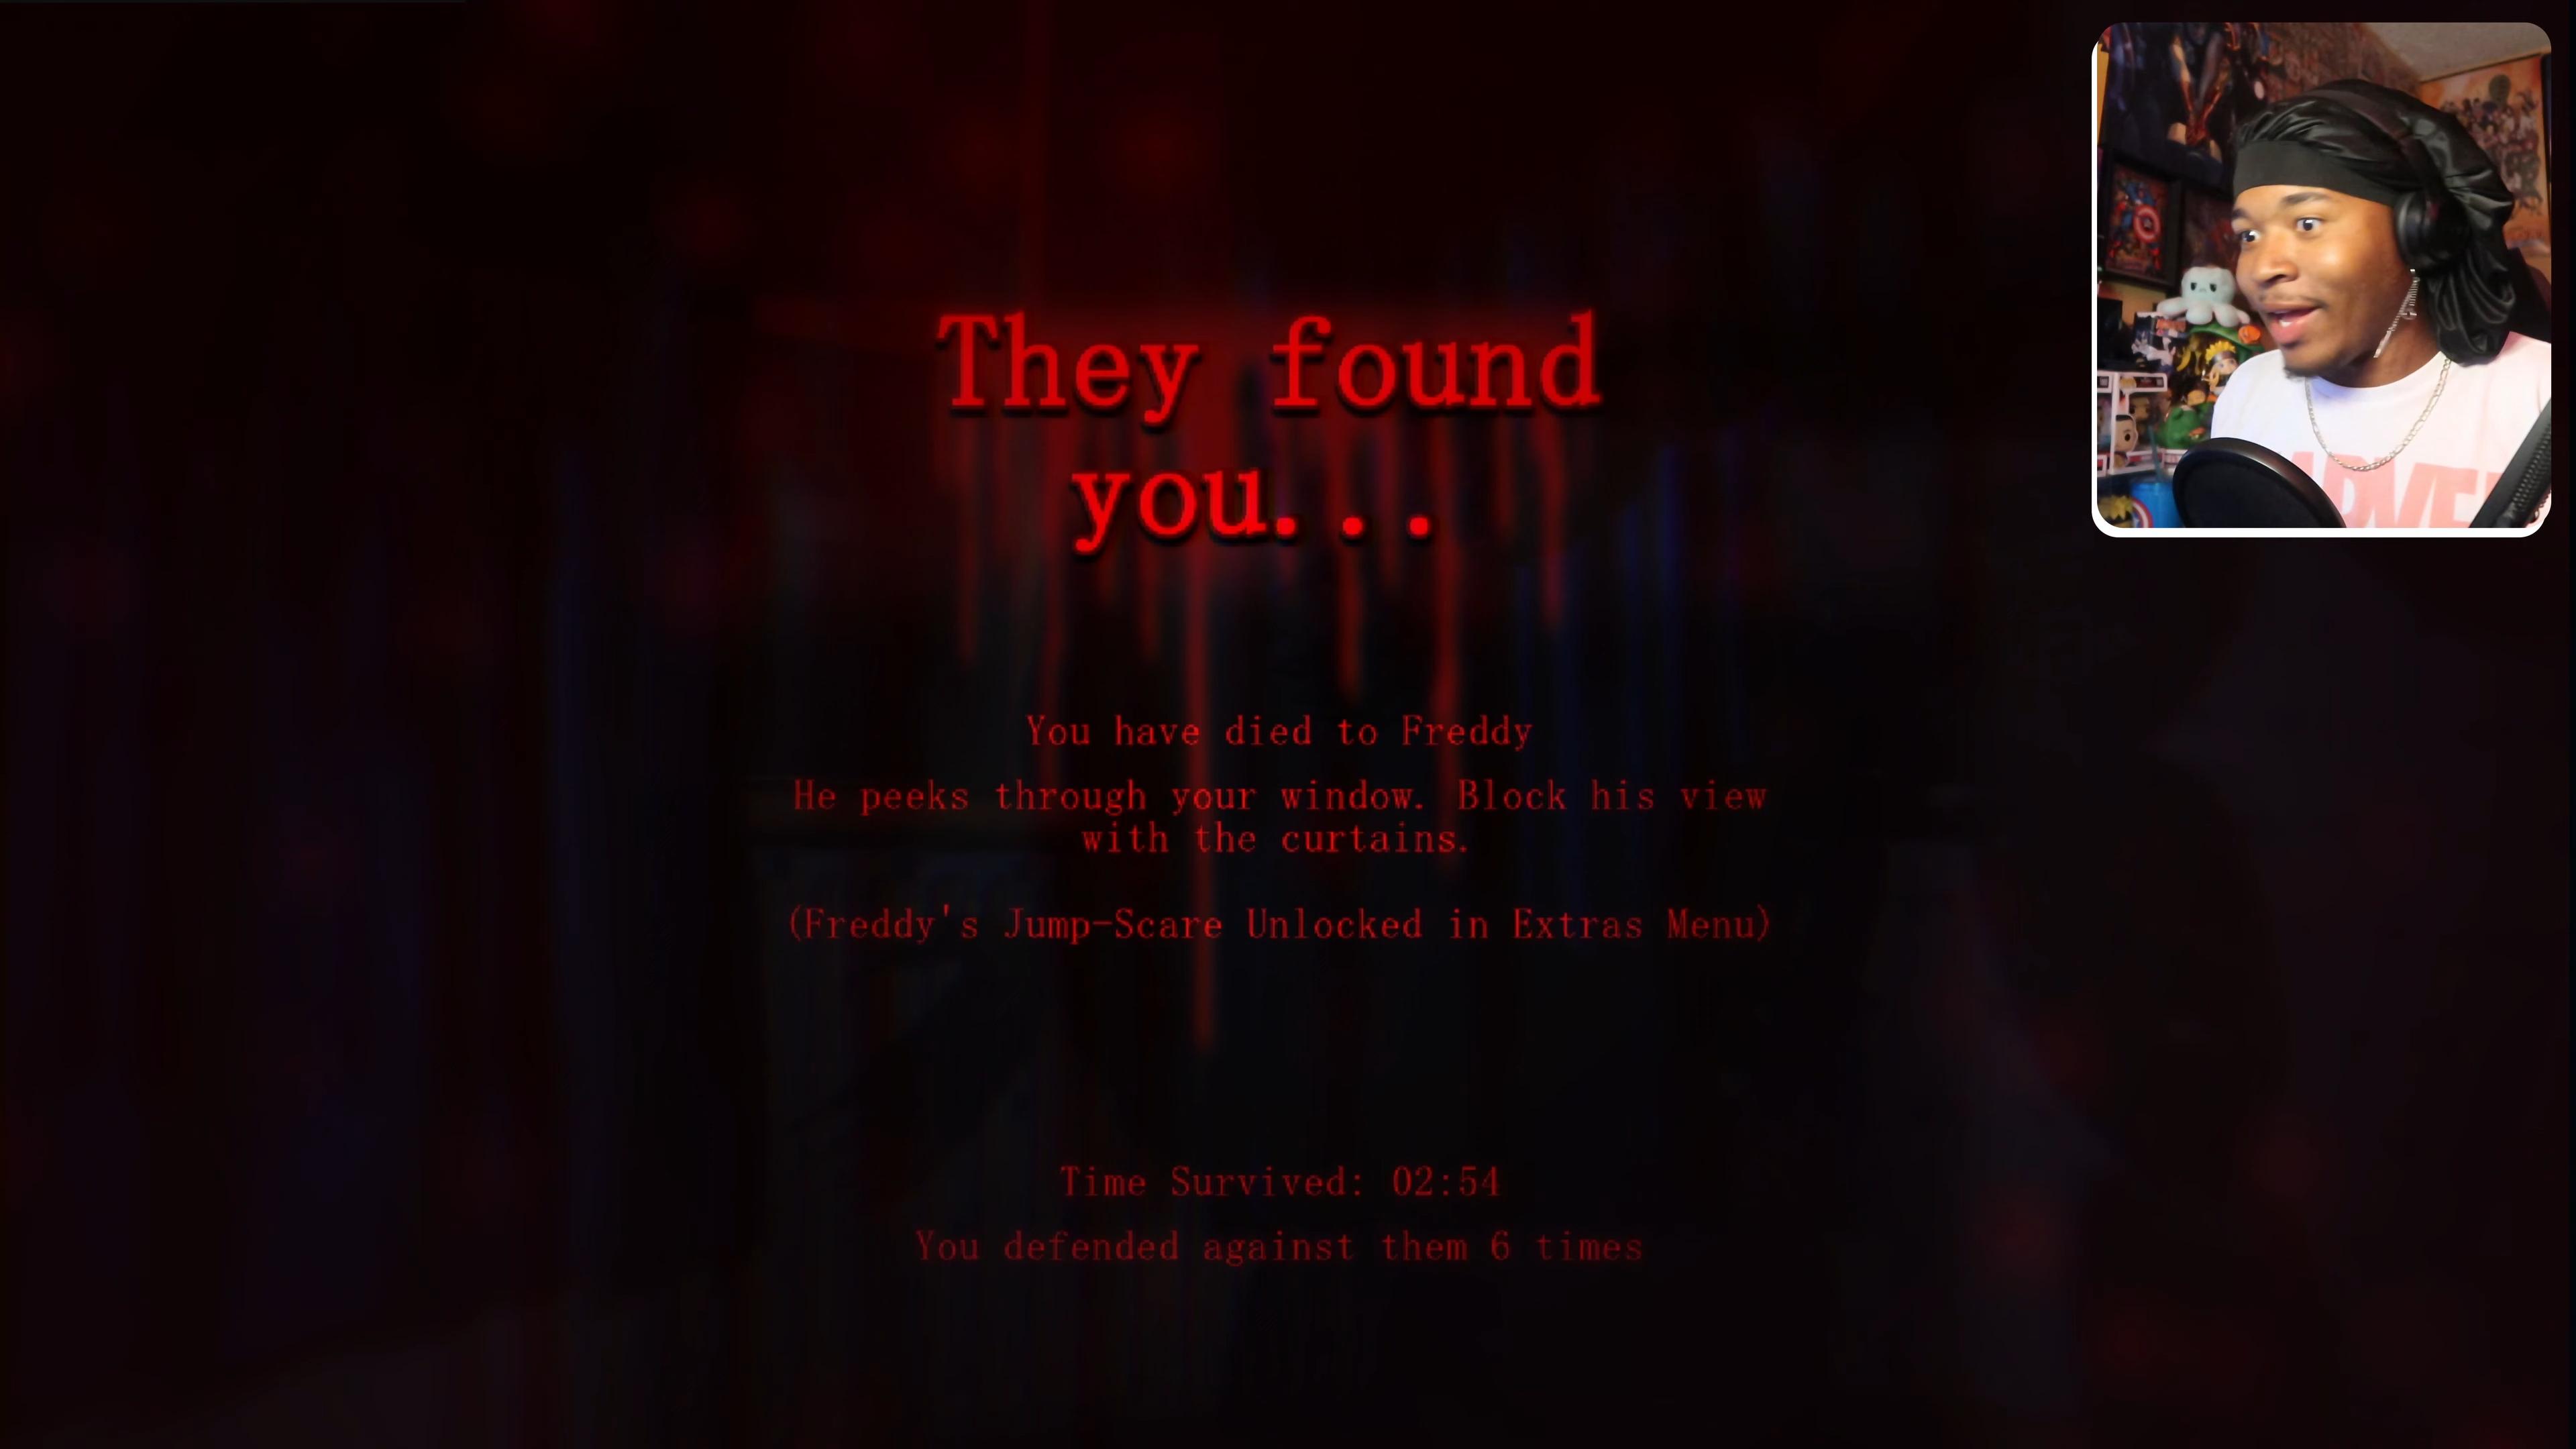 They found
you...
You have died to Freddy
He peeks through your window. Block his view
with the curtains.
(Freddy's Jump-Scare Unlocked in Extras Menu)
Time Survived: 02:54
You defended against them 6 times